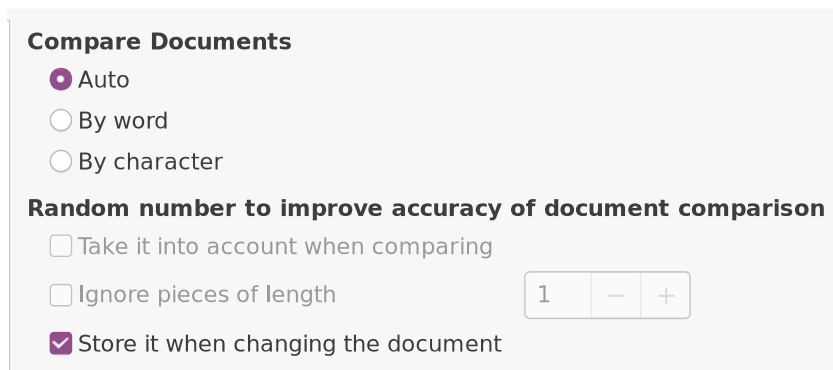 Compare Documents
Auto
By word
By character
Random number to improve accuracy of document comparison
Take it into account when comparing
Ignore pieces of length 1 − +
Store it when changing the document